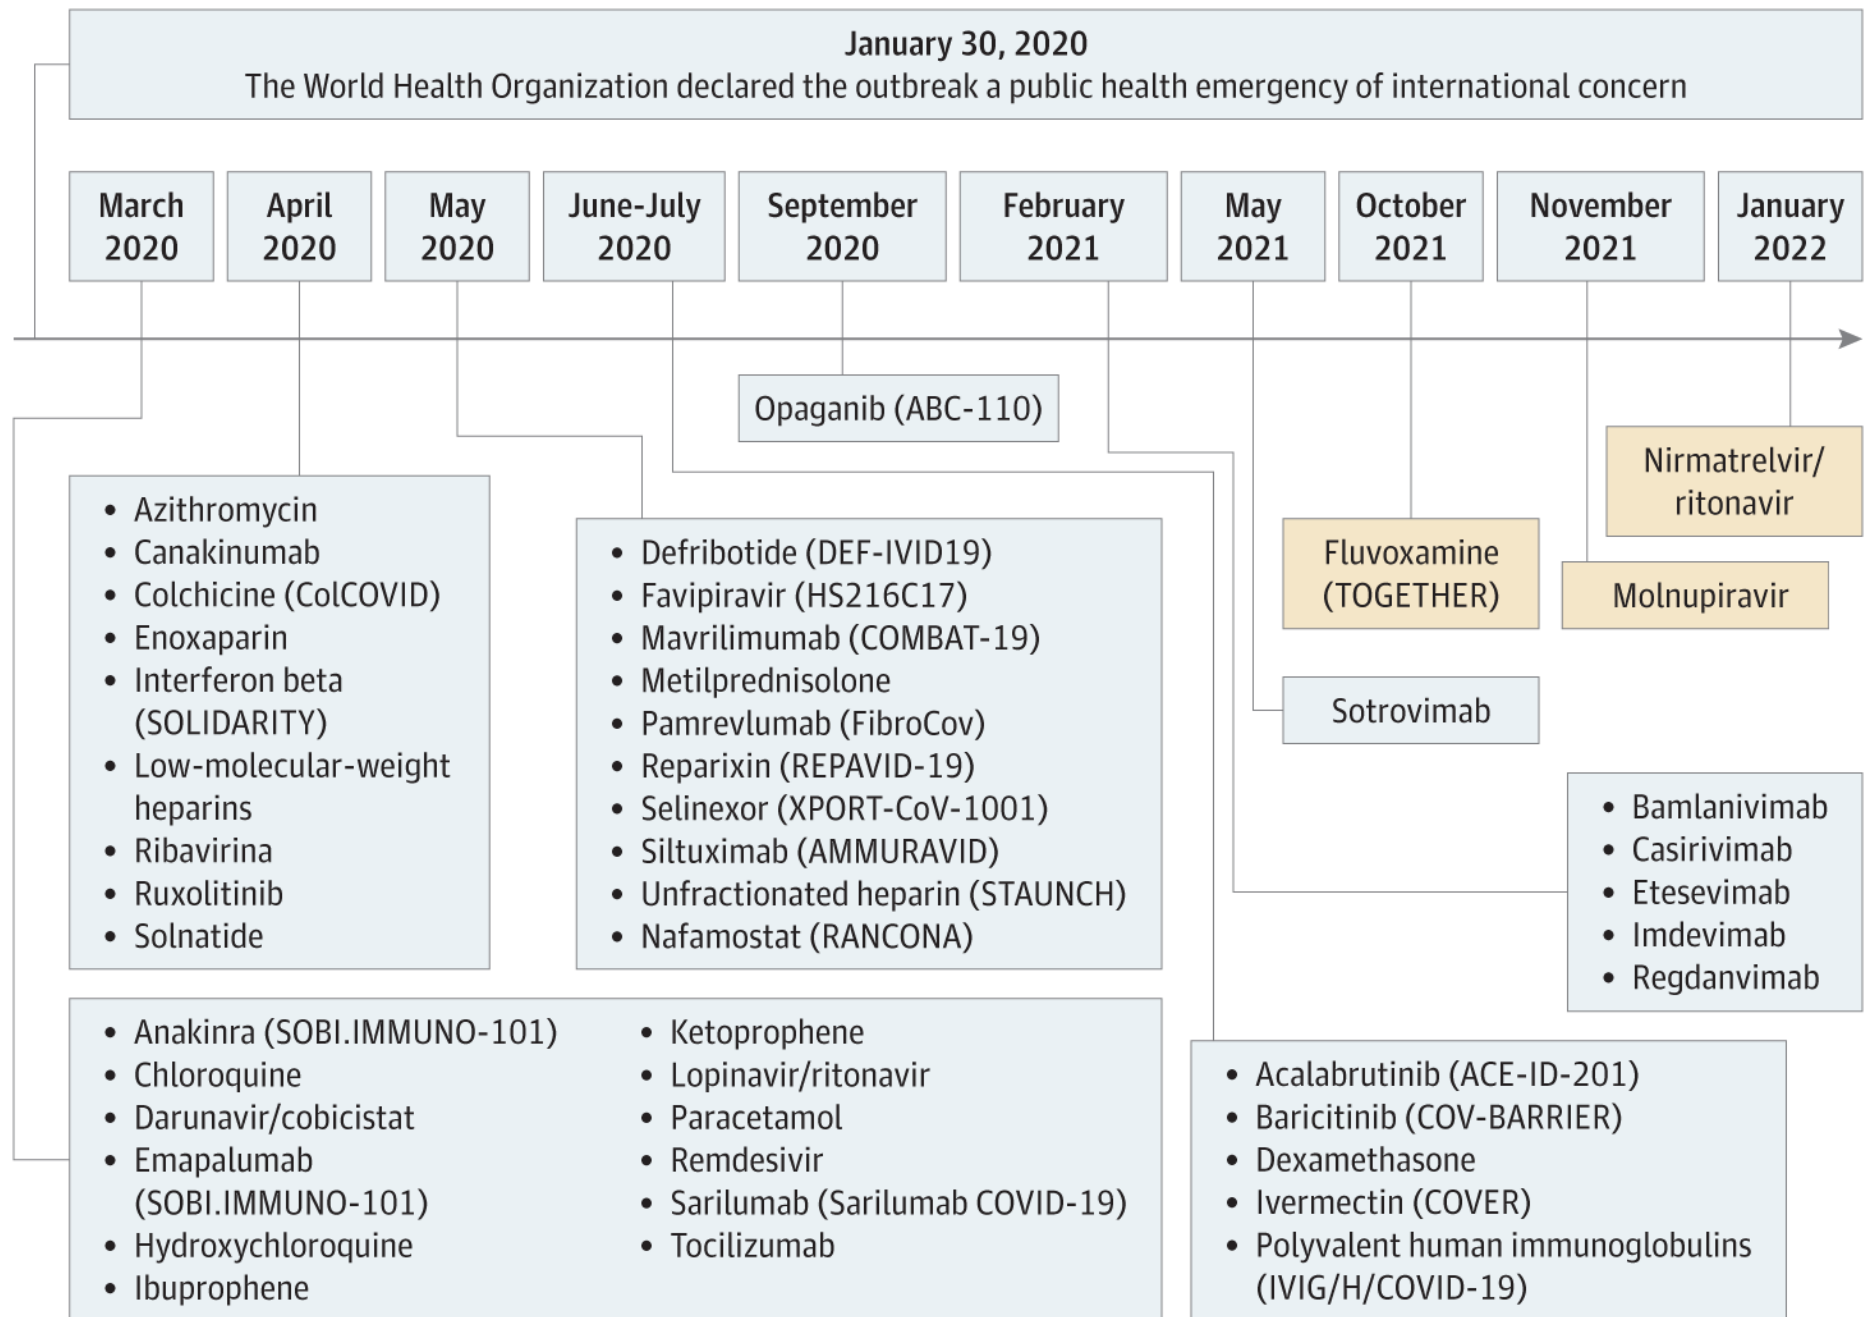 January 30, 2020
The World Health Organization declared the outbreak a public health emergency of international concern
March
2020
April
2020
May
2020
June-July
2020
September
2020
February
2021
May
2021
October
2021
November
2021
January
2022
Opaganib (ABC-110)
Nirmatrelvir/
ritonavir
• Azithromycin
• Canakinumab
• Colchicine (ColCOVID)
• Enoxaparin
• Interferon beta
(SOLIDARITY)
• Low-molecular-weight
heparins
• Ribavirina
• Ruxolitinib
• Solnatide
• Defribotide (DEF-IVID19)
• Favipiravir (HS216C17)
• Mavrilimumab (COMBAT-19)
• Metilprednisolone
• Pamrevlumab (FibroCov)
• Reparixin (REPAVID-19)
• Selinexor (XPORT-CoV-1001)
• Siltuximab (AMMURAVID)
• Unfractionated heparin (STAUNCH)
• Nafamostat (RANCONA)
Fluvoxamine
(TOGETHER)
Molnupiravir
Sotrovimab
• Bamlanivimab
• Casirivimab
• Etesevimab
• Imdevimab
• Regdanvimab
• Anakinra (SOBI.IMMUNO-101)
• Chloroquine
• Darunavir/cobicistat
• Emapalumab
(SOBI.IMMUNO-101)
• Hydroxychloroquine
• Ibuprophene
• Ketoprophene
• Lopinavir/ritonavir
• Paracetamol
• Remdesivir
• Sarilumab (Sarilumab COVID-19)
• Tocilizumab
• Acalabrutinib (ACE-ID-201)
• Baricitinib (COV-BARRIER)
• Dexamethasone
• Ivermectin (COVER)
• Polyvalent human immunoglobulins
(IVIG/H/COVID-19)